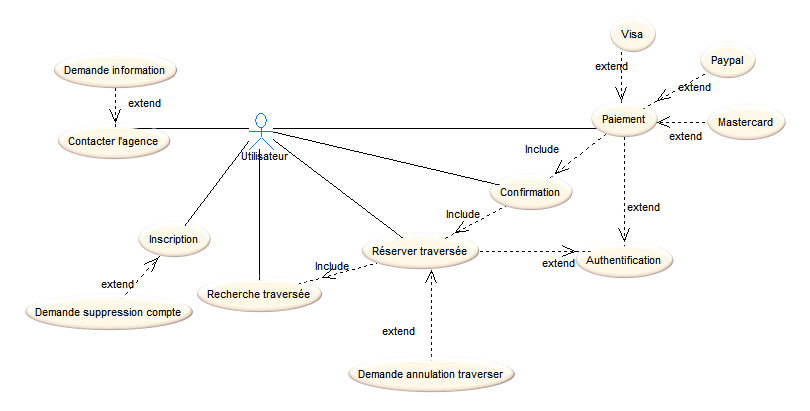 Visa
Paypal
extend
Demande information
extend
extend
Mastercard
Paiement
extend
Contacter l'agence
Utilisateur
Include
Confirmation
extend
Include
Inscription
Réserver traversée
extend
Authentification
Include
extend
Recherche traversée
Demande suppression compte
extend
Demande annulation traverser